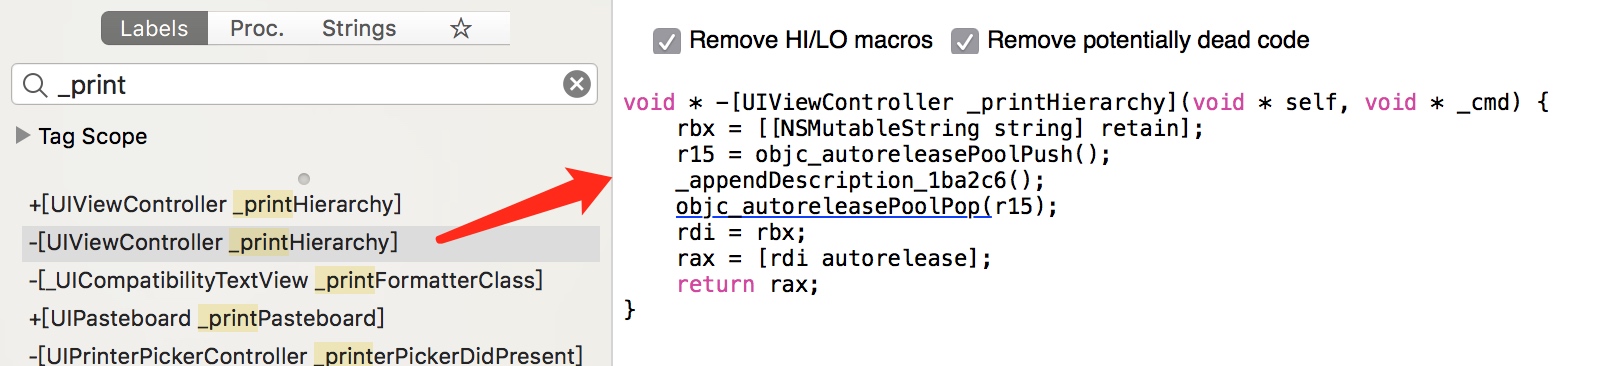 Labels Proc. Strings
_print
Tag Scope
+[UIViewController _printHierarchy]
-[UIViewController _printHierarchy]
-[_UICompatibilityTextView _printFormatterClass]
+[UIPasteboard _printPasteboard]
-[UIPrinterPickerController _printerPickerDidPresent]
Remove HI/LO macros Remove potentially dead code
void * -[UIViewController _printHierarchy](void * self, void * _cmd) {
    rbx = [[NSMutableString string] retain];
    r15 = objc_autoreleasePoolPush();
    _appendDescription_1ba2c6();
    objc_autoreleasePoolPop(r15);
    rdi = rbx;
    rax = [rdi autorelease];
    return rax;
}